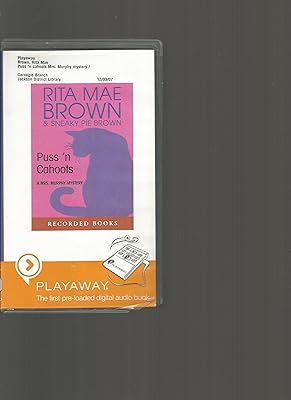 Playaway
Brown, Rita Mae
Puss 'n cahoots Mrs. Murphy mystery /
Carnegie Branch
Jackson District Library 12/03/07
RITA MAE
BROWN
& SNEAKY PIE BROWN
Puss 'n
Cahoots
A MRS. MURPHY MYSTERY
RECORDED BOOKS
PLAYAWAY
The first pre-loaded digital audio book